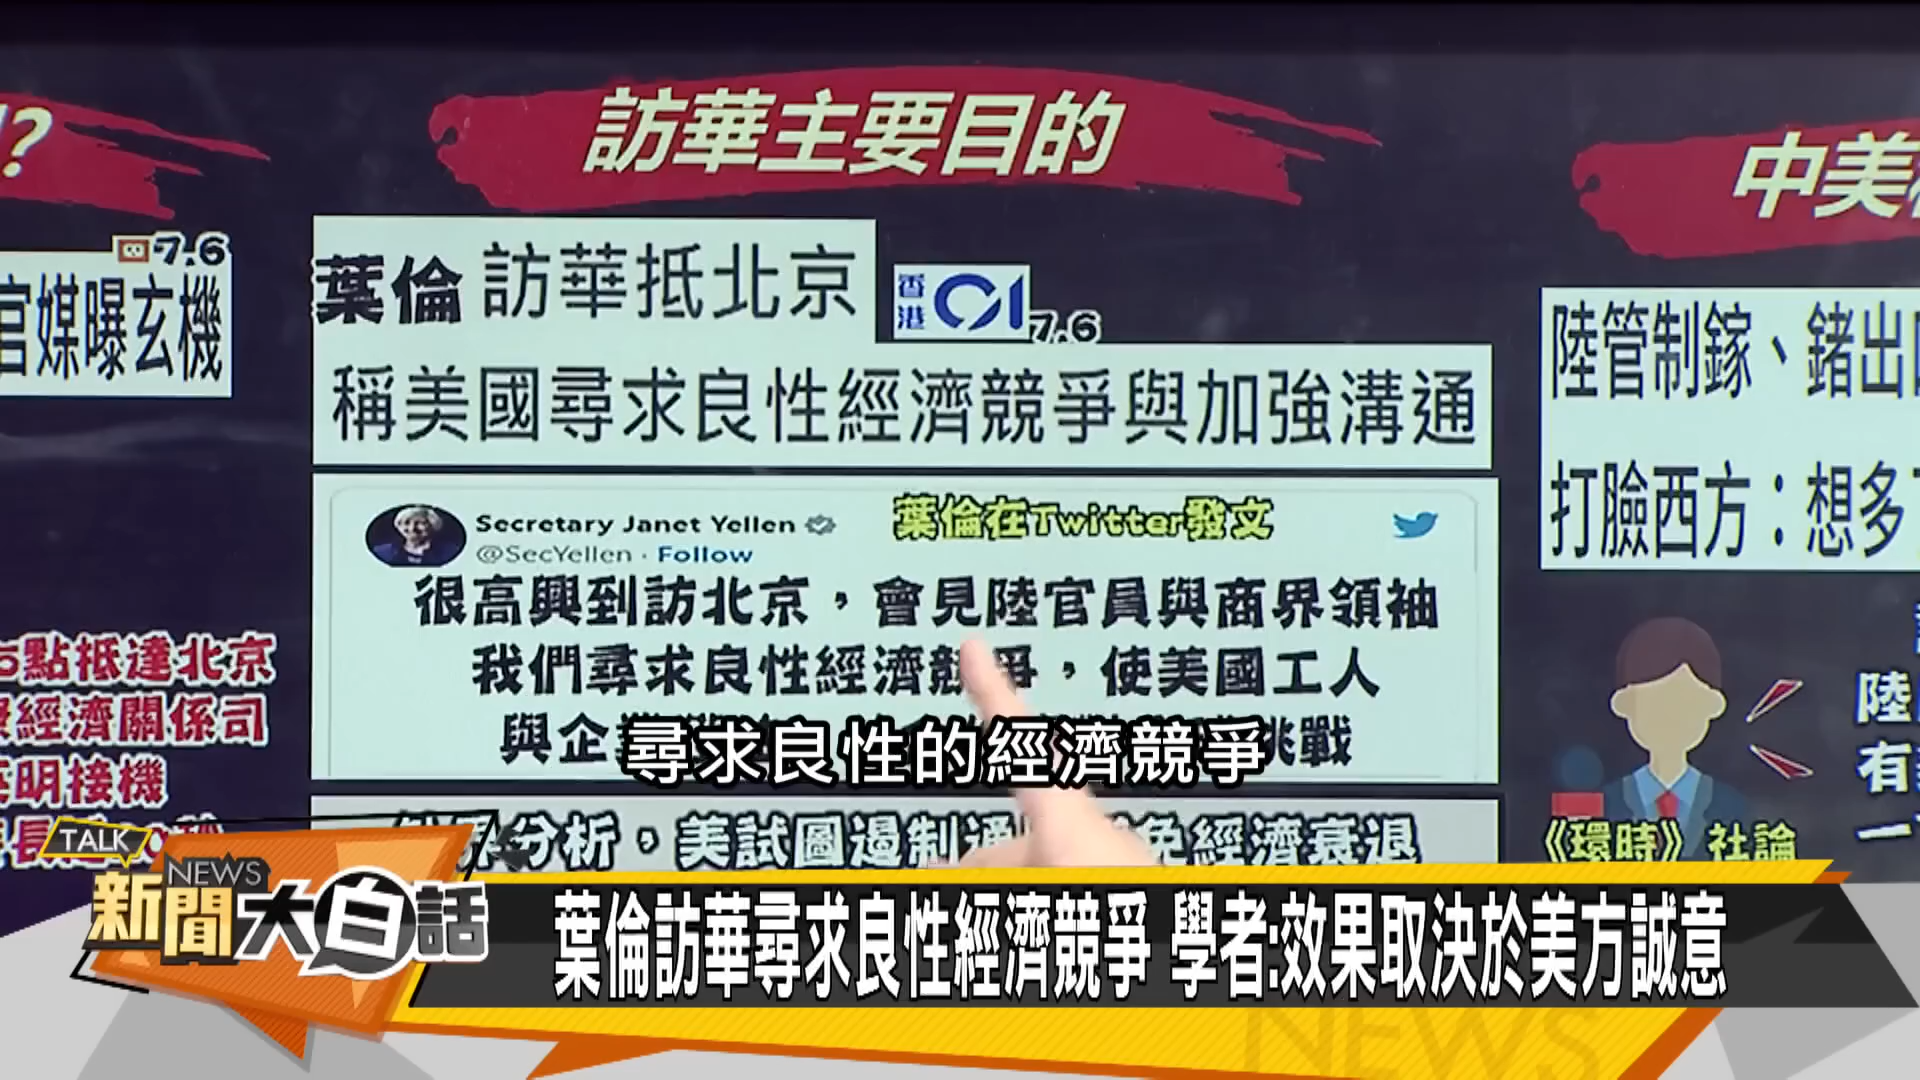 訪華主要目的
中美
7.6
官媒曝玄機
葉倫訪華抵北京
香港01
7.6
稱美國尋求良性經濟競爭與加強溝通
陸管制鎵、鍺出
打臉西方：想多
Secretary Janet Yellen
@SecYellen · Follow
葉倫在Twitter發文
很高興到訪北京，會見陸官員與商界領袖
我們尋求良性經濟競爭，使美國工人
與企
挑戰
尋求良性的經濟競爭
點抵達北京
經濟關係司
明接機
分析，美試圖遏制通
免經濟衰退
陸
有
一
《環時》社論
TALK
NEWS
新聞大白話
葉倫訪華尋求良性經濟競爭 學者:效果取決於美方誠意
NEWS